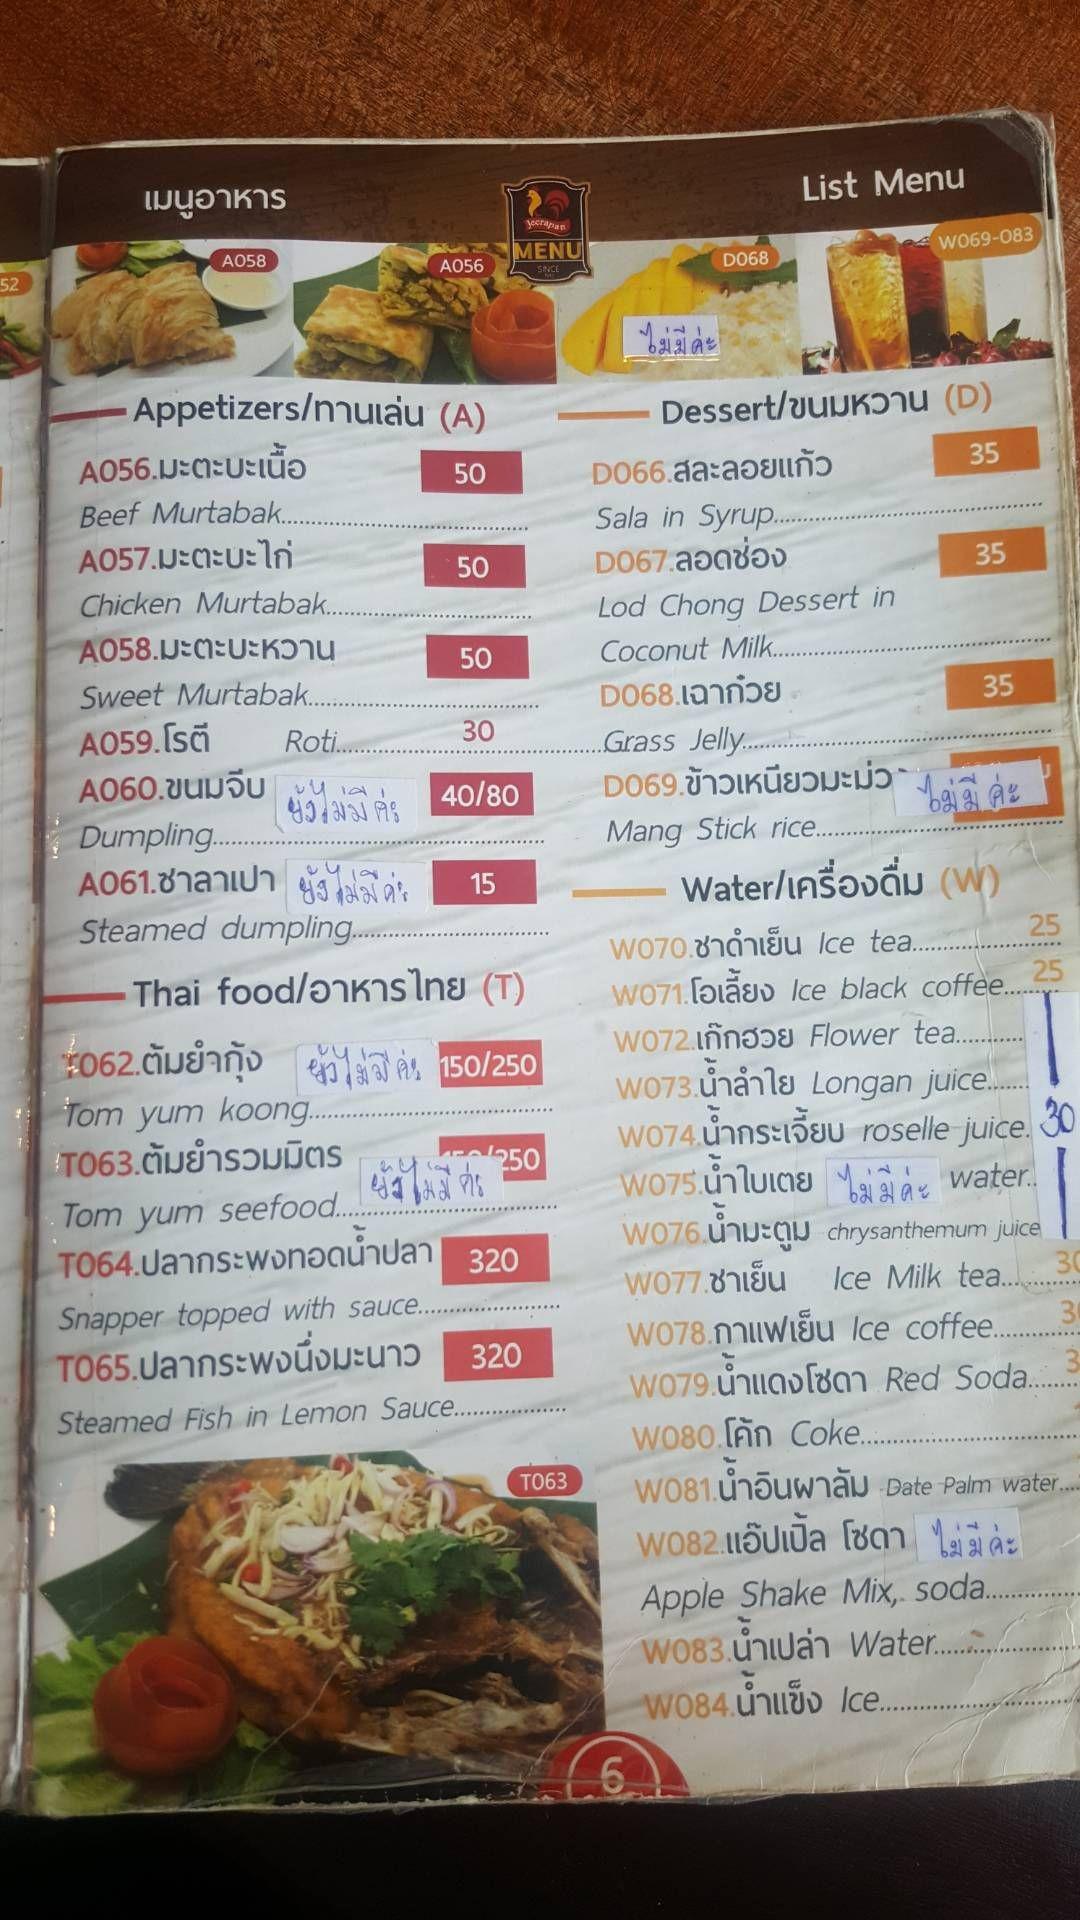 เมนูอาหาร
List Menu
Jeerapan
MENU
SINCE
A058
A056
D068
W069-083
ไม่มีค่ะ
52
Appetizers/ทานเล่น (A)
A056.มะตะบะเนื้อ 50
Beef Murtabak
A057.มะตะบะไก่ 50
Chicken Murtabak
A058.มะตะบะหวาน 50
Sweet Murtabak
A059.โรตี Roti 30
A060.ขนมจีบ ยังไม่มีค่ะ 40/80
Dumpling
A061.ซาลาเปา ยังไม่มีค่ะ 15
Steamed dumpling
Thai food/อาหารไทย (T)
T062.ต้มยำกุ้ง ยังไม่มีค่ะ 150/250
Tom yum koong
T063.ต้มยำรวมมิตร ยังไม่มีค่ะ /250
Tom yum seefood
T064.ปลากระพงทอดน้ำปลา 320
Snapper topped with sauce
T065.ปลากระพงนึ่งมะนาว 320
Steamed Fish in Lemon Sauce
T063
Dessert/ขนมหวาน (D)
D066.สละลอยแก้ว 35
Sala in Syrup
D067.ลอดช่อง 35
Lod Chong Dessert in
Coconut Milk
D068.เฉาก๋วย 35
Grass Jelly
D069.ข้าวเหนียวมะม่ว ไม่มีค่ะ
Mang Stick rice
Water/เครื่องดื่ม (W)
W070.ชาดำเย็น Ice tea 25
W071.โอเลี้ยง Ice black coffee 25
W072.เก๊กฮวย Flower tea
W073.น้ำลำใย Longan juice
W074.น้ำกระเจี้ยบ roselle juice. 30
W075.น้ำใบเตย ไม่มีค่ะ water
W076.น้ำมะตูม chrysanthemum juice
W077.ชาเย็น Ice Milk tea 30
W078.กาแฟเย็น Ice coffee 3
W079.น้ำแดงโซดา Red Soda 3
W080.โค้ก Coke
W081.น้ำอินผาลัม Date Palm water
W082.แอ๊ปเปิ้ล โซดา ไม่มีค่ะ
Apple Shake Mix, soda
W083.น้ำเปล่า Water
W084.น้ำแข็ง Ice
6